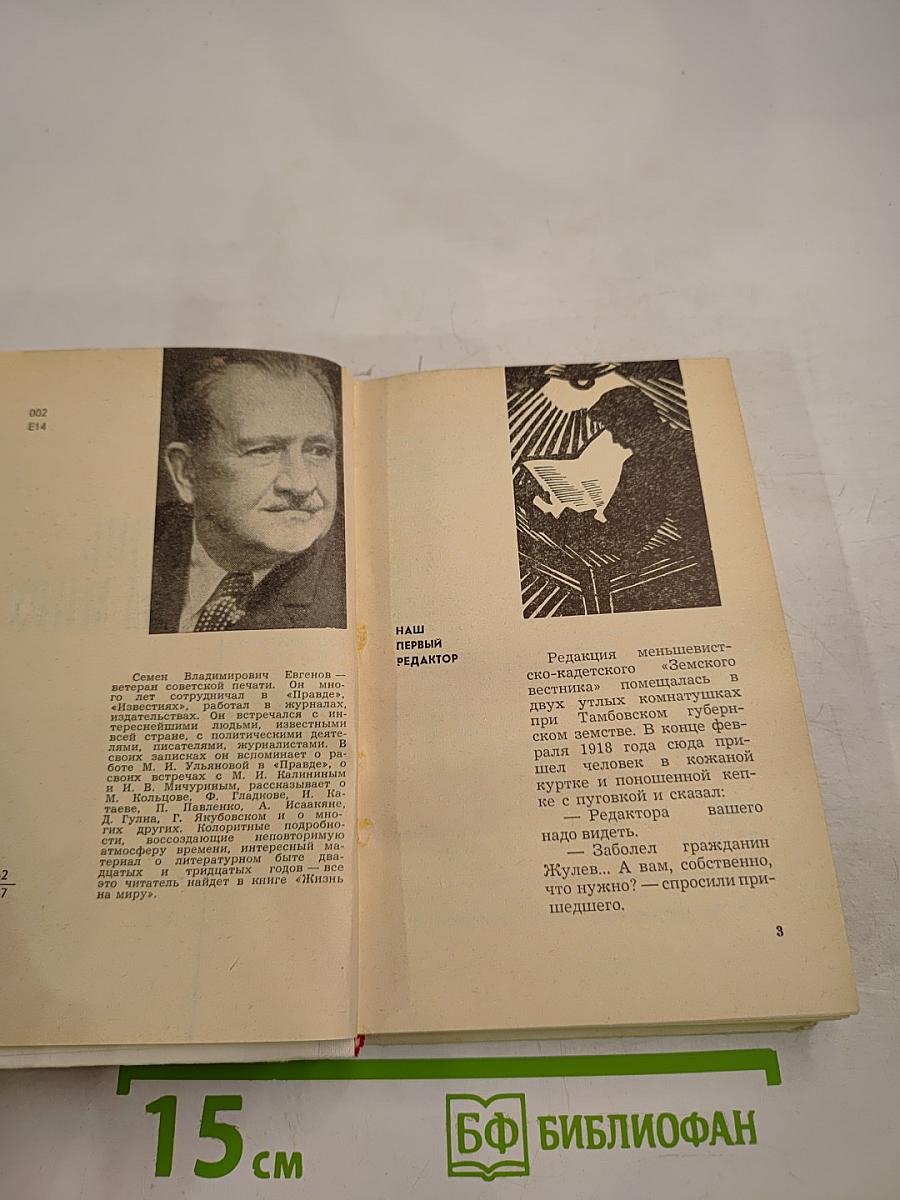 002
Е14
Семен Владимирович Евгенов —
ветеран советской печати. Он мно-
го лет сотрудничал в «Правде»,
«Известиях», работал в журналах,
издательствах. Он встречался с ин-
тереснейшими людьми, известными
всей стране, с политическими деяте-
лями, писателями, журналистами. В
своих записках он вспоминает о ра-
боте М. И. Ульяновой в «Правде», о
своих встречах с М. И. Калининым
и И. В. Мичуриным, рассказывает о
М. Кольцове, Ф. Гладкове, И. Ка-
таеве, П. Павленко, А. Исаакяне,
Д. Гулиа, Г. Якубовском и о мно-
гих других. Колоритные подробно-
сти, воссоздающие неповторимую
атмосферу времени, интересный ма-
териал о литературном быте два-
дцатых и тридцатых годов — все
это читатель найдет в книге «Жизнь
на миру».
2
7
НАШ
ПЕРВЫЙ
РЕДАКТОР
Редакция меньшевист-
ско-кадетского «Земского
вестника» помещалась в
двух утлых комнатушках
при Тамбовском губерн-
ском земстве. В конце фев-
раля 1918 года сюда при-
шел человек в кожаной
куртке и поношенной кеп-
ке с пуговкой и сказал:
— Редактора вашего
надо видеть.
— Заболел гражданин
Жулев... А вам, собственно,
что нужно? — спросили при-
шедшего.
3
15 см
БФ БИБЛИОФАН